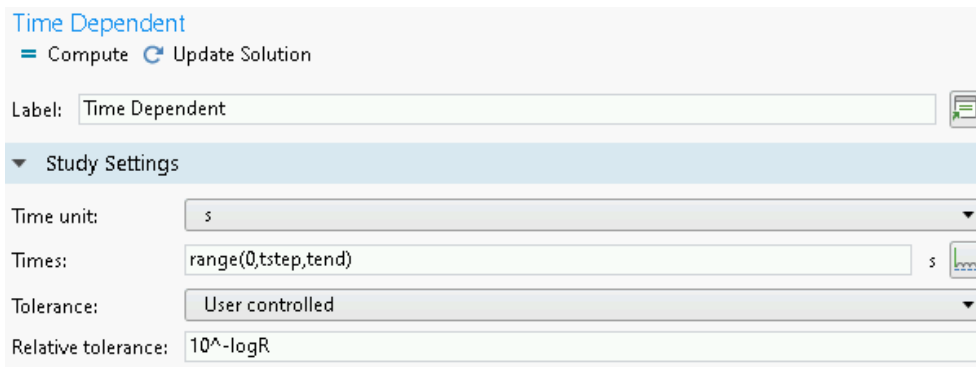 Time Dependent
= Compute Update Solution
Label: Time Dependent
Study Settings
Time unit: s
Times: range(0,tstep,tend) s
Tolerance: User controlled
Relative tolerance: 10^-logR